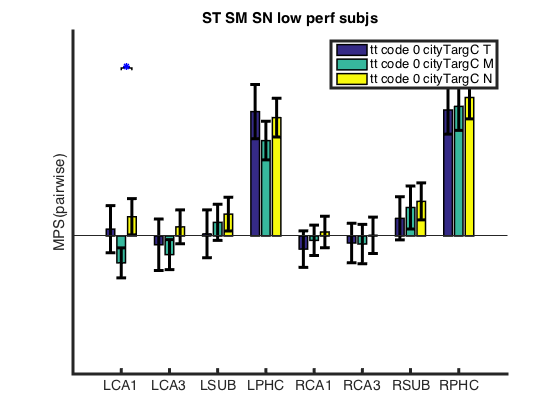 ST SM SN low perf subjs
tt code 0 cityTargC T
tt code 0 cityTargC M
tt code 0 cityTargC N
MPS(pairwise)
LCA1 LCA3 LSUB LPHC RCA1 RCA3 RSUB RPHC